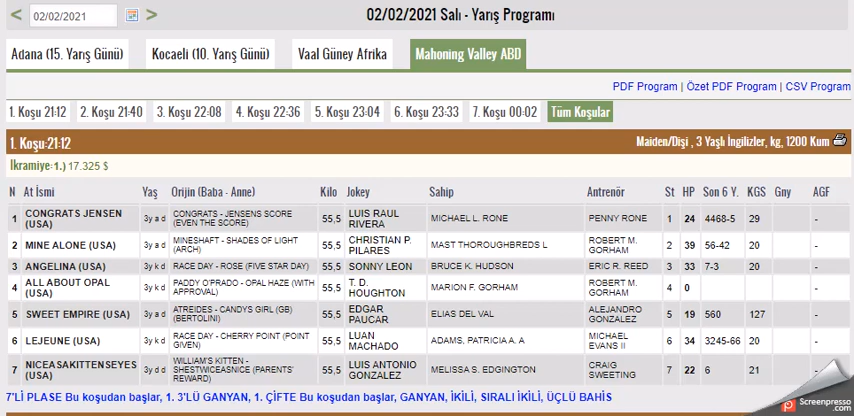 < 02/02/2021 > 02/02/2021 Salı - Yarış Programı
Adana (15. Yarış Günü) Kocaeli (10. Yarış Günü) Vaal Güney Afrika Mahoning Valley ABD
PDF Program | Özet PDF Program | CSV Program
1. Koşu 21:12 2. Koşu 21:40 3. Koşu 22:08 4. Koşu 22:36 5. Koşu 23:04 6. Koşu 23:33 7. Koşu 00:02 Tüm Koşular
1. Koşu:21:12 Maiden/Dişi , 3 Yaşlı İngilizler, kg, 1200 Kum
İkramiye:1.) 17.325 $
N At İsmi Yaş Orijin (Baba - Anne) Kilo Jokey Sahip Antrenör St HP Son 6 Y. KGS Gny AGF
1 CONGRATS JENSEN (USA) 3y a d CONGRATS - JENSENS SCORE (EVEN THE SCORE) 55,5 LUIS RAUL RIVERA MICHAEL L. RONE PENNY RONE 1 24 4468-5 29 -
2 MINE ALONE (USA) 3y a d MINESHAFT - SHADES OF LIGHT (ARCH) 55,5 CHRISTIAN P. PILARES MAST THOROUGHBREDS L ROBERT M. GORHAM 2 39 56-42 20 -
3 ANGELINA (USA) 3y k d RACE DAY - ROSE (FIVE STAR DAY) 55,5 SONNY LEON BRUCE K. HUDSON ERIC R. REED 3 33 7-3 20 -
4 ALL ABOUT OPAL (USA) 3y k d PADDY O'PRADO - OPAL HAZE (WITH APPROVAL) 55,5 T. D. HOUGHTON MARION F. GORHAM ROBERT M. GORHAM 4 0 -
5 SWEET EMPIRE (USA) 3y a d ATREIDES - CANDYS GIRL (GB) (BERTOLINI) 55,5 EDGAR PAUCAR ELIAS DEL VAL ALEJANDRO GONZALEZ 5 19 560 127 -
6 LEJEUNE (USA) 3y k d RACE DAY - CHERRY POINT (POINT GIVEN) 55,5 LUAN MACHADO ADAMS, PATRICIA A. A MICHAEL EVANS II 6 34 3245-66 20 -
7 NICEASAKITTENSEYES (USA) 3y d d WILLIAM'S KITTEN - SHESTWICEASNICE (PARENTS' REWARD) 55,5 LUIS ANTONIO GONZALEZ MELISSA S. EDGINGTON CRAIG SWEETING 7 22 6 21 -
7'Lİ PLASE Bu koşudan başlar, 1. 3'LÜ GANYAN, 1. ÇİFTE Bu koşudan başlar, GANYAN, İKİLİ, SIRALI İKİLİ, ÜÇLÜ BAHİS
Screenpresso
.com